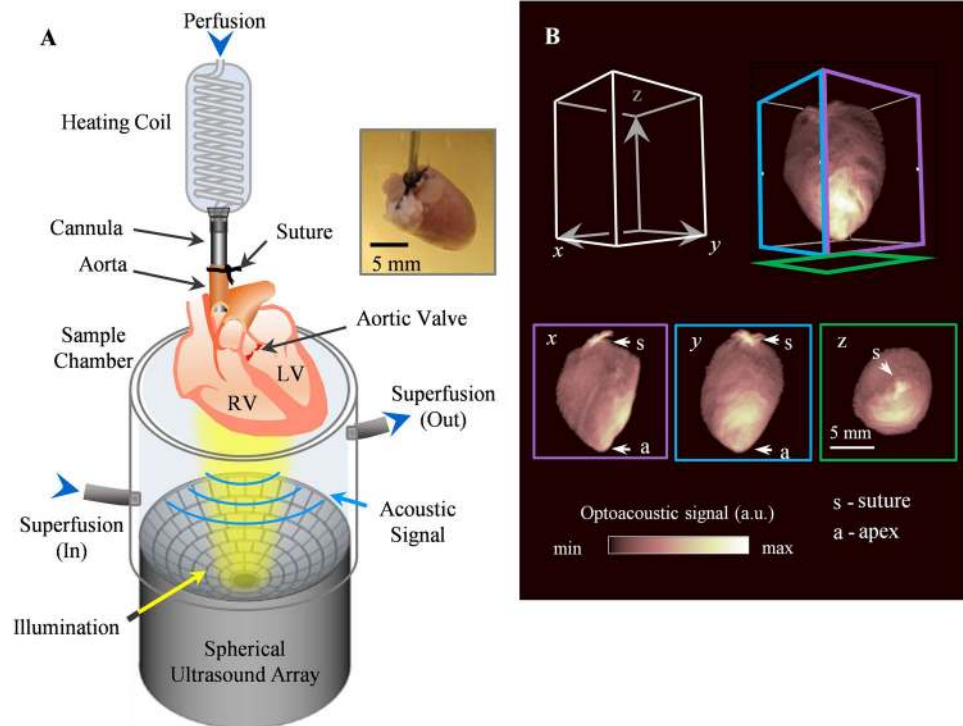 A
Perfusion
Heating Coil
Cannula
Suture
Aorta
5 mm
Sample
Chamber
Aortic Valve
LV
RV
Superfusion
(Out)
Superfusion
(In)
Acoustic
Signal
Illumination
Spherical
Ultrasound Array
B
z
x
y
x
s
a
y
s
a
z
s
5 mm
Optoacoustic signal (a.u.)
min
max
s - suture
a - apex